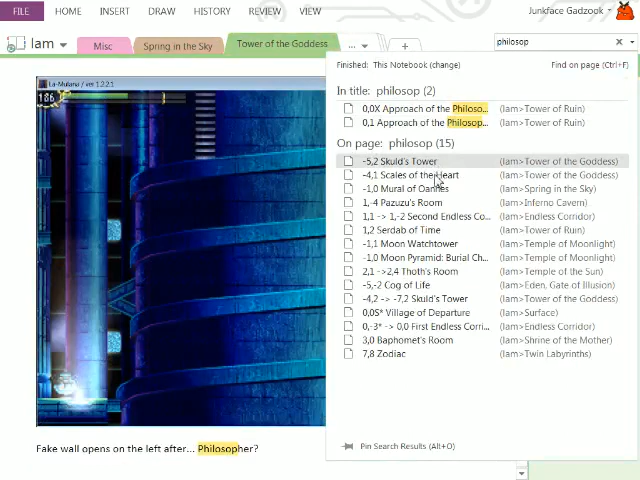 FILE HOME INSERT DRAW HISTORY REVIEW VIEW Junkface Gadzook
lam Misc Spring in the Sky Tower of the Goddess ... philosop
La-Mulana / ver 1.2.2.1
186
Finished: This Notebook (change) Find on page (Ctrl+F)
In title: philosop (2)
0,0X Approach of the Philoso... (lam>Tower of Ruin)
0,1 Approach of the Philosop... (lam>Tower of Ruin)
On page: philosop (15)
-5,2 Skuld's Tower (lam>Tower of the Goddess)
-4,1 Scales of the Heart (lam>Tower of the Goddess)
-1,0 Mural of Oannes (lam>Spring in the Sky)
1,-4 Pazuzu's Room (lam>Inferno Cavern)
1,1 -> 1,-2 Second Endless Co... (lam>Endless Corridor)
1,2 Serdab of Time (lam>Tower of Ruin)
-1,1 Moon Watchtower (lam>Temple of Moonlight)
-1,0 Moon Pyramid: Burial Ch... (lam>Temple of Moonlight)
2,1 ->2,4 Thoth's Room (lam>Temple of the Sun)
-5,-2 Cog of Life (lam>Eden, Gate of Illusion)
-4,2 -> -7,2 Skuld's Tower (lam>Tower of the Goddess)
0,0S* Village of Departure (lam>Surface)
0,-3* -> 0,0 First Endless Corri... (lam>Endless Corridor)
3,0 Baphomet's Room (lam>Shrine of the Mother)
7,8 Zodiac (lam>Twin Labyrinths)
Pin Search Results (Alt+O)
Fake wall opens on the left after... Philosopher?